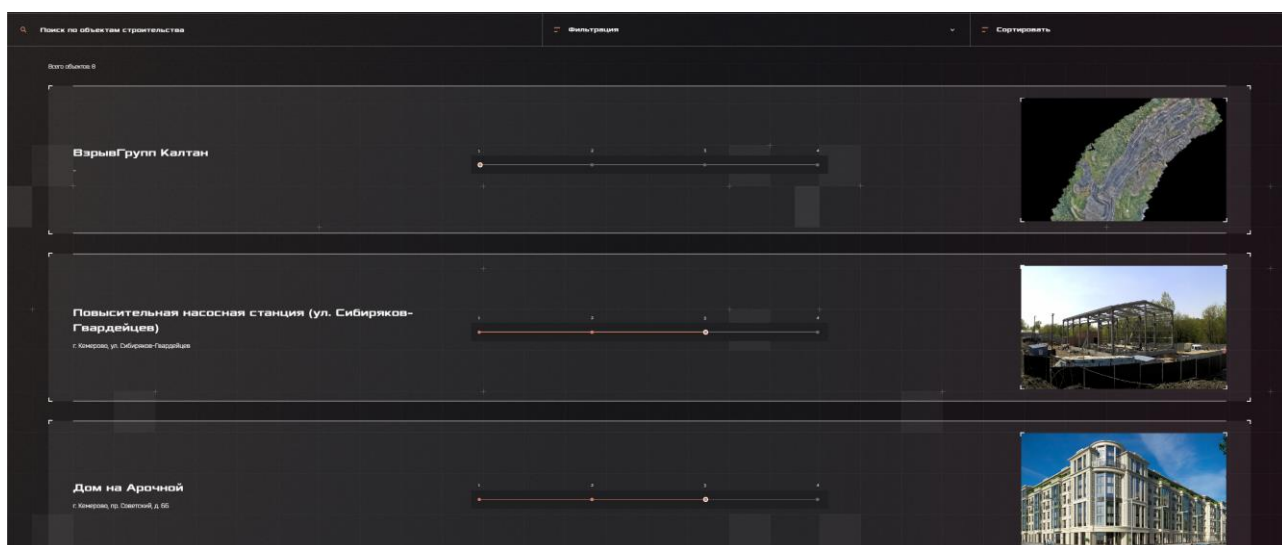 Поиск по объектам строительства
Фильтрация
Сортировать
Всего объектов: 8
ВзрывГрупп Калтан
-
1 2 3 4
Повысительная насосная станция (ул. Сибиряков-
Гвардейцев)
г. Кемерово, ул. Сибиряков-Гвардейцев
1 2 3 4
Дом на Арочной
г. Кемерово, пр. Советский, д. 66
1 2 3 4